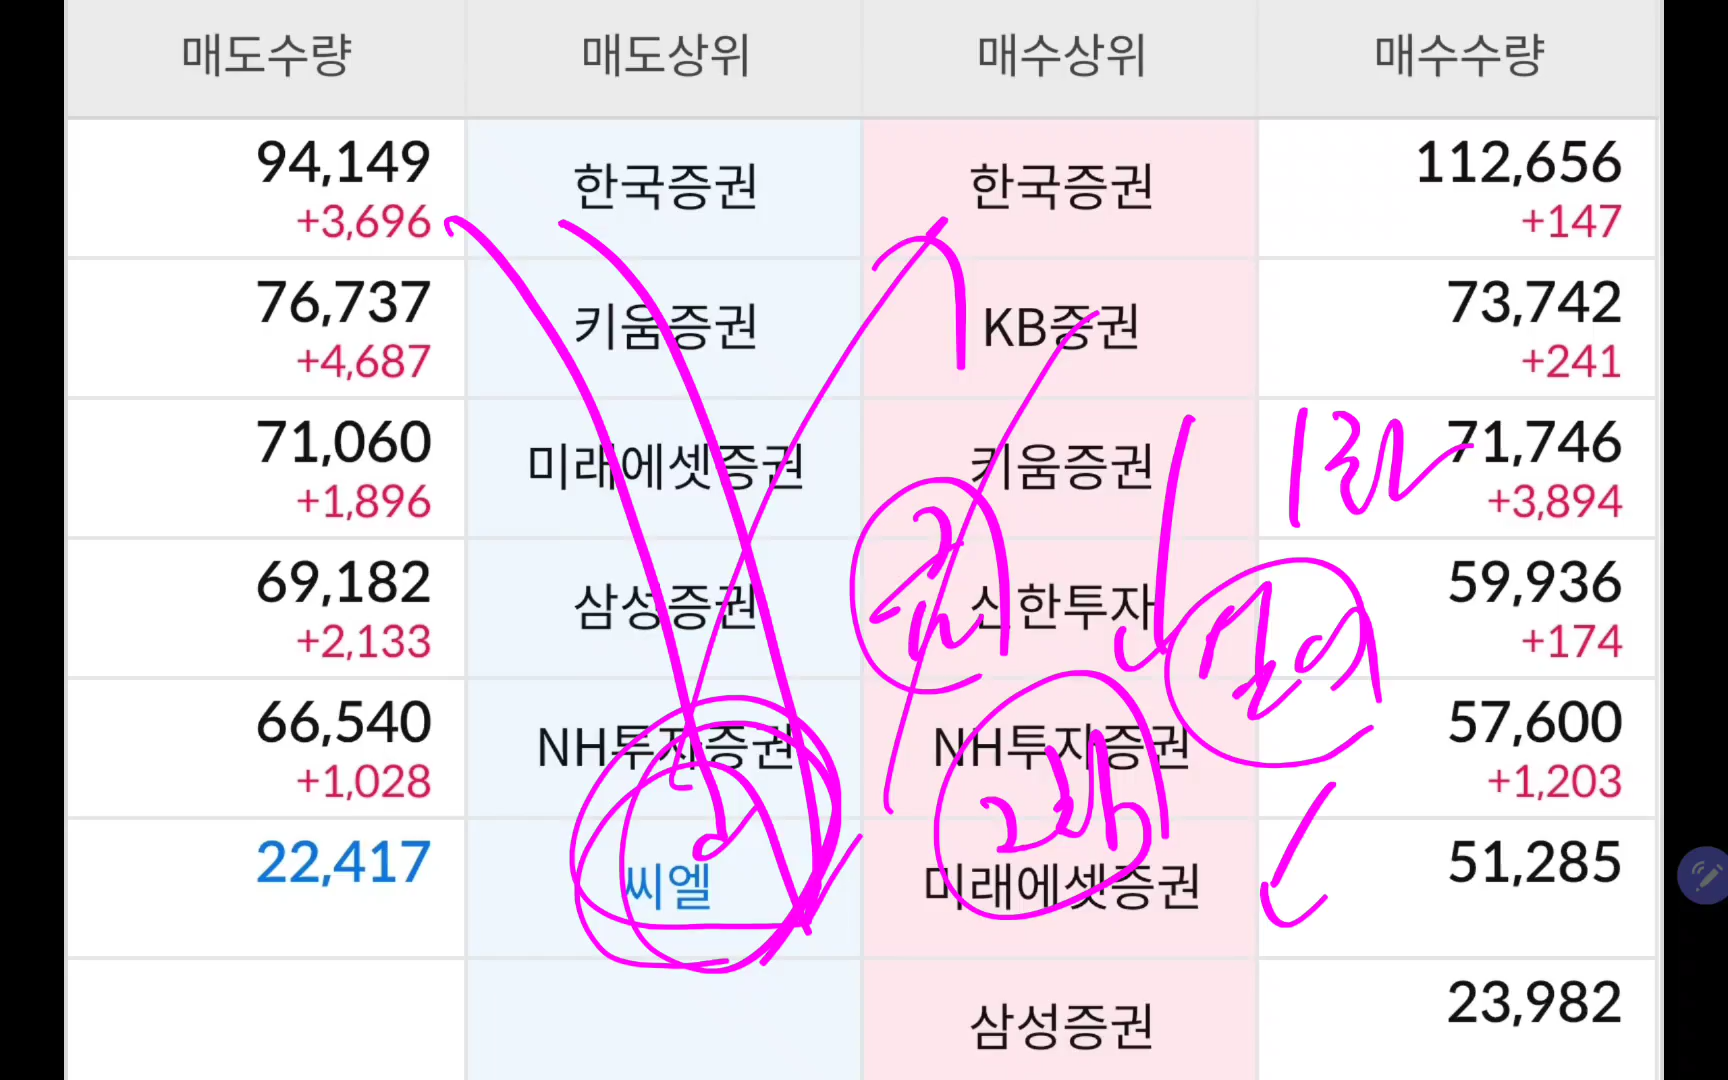 매도수량 매도상위 매수상위 매수수량
94,149 한국증권 한국증권 112,656
+3,696 +147
76,737 키움증권 KB증권 73,742
+4,687 +241
71,060 미래에셋증권 키움증권 71,746
+1,896 +3,894
69,182 삼성증권 신한투자 59,936
+2,133 +174
66,540 NH투자증권 NH투자증권 57,600
+1,028 +1,203
22,417 씨엘 미래에셋증권 51,285
삼성증권 23,982